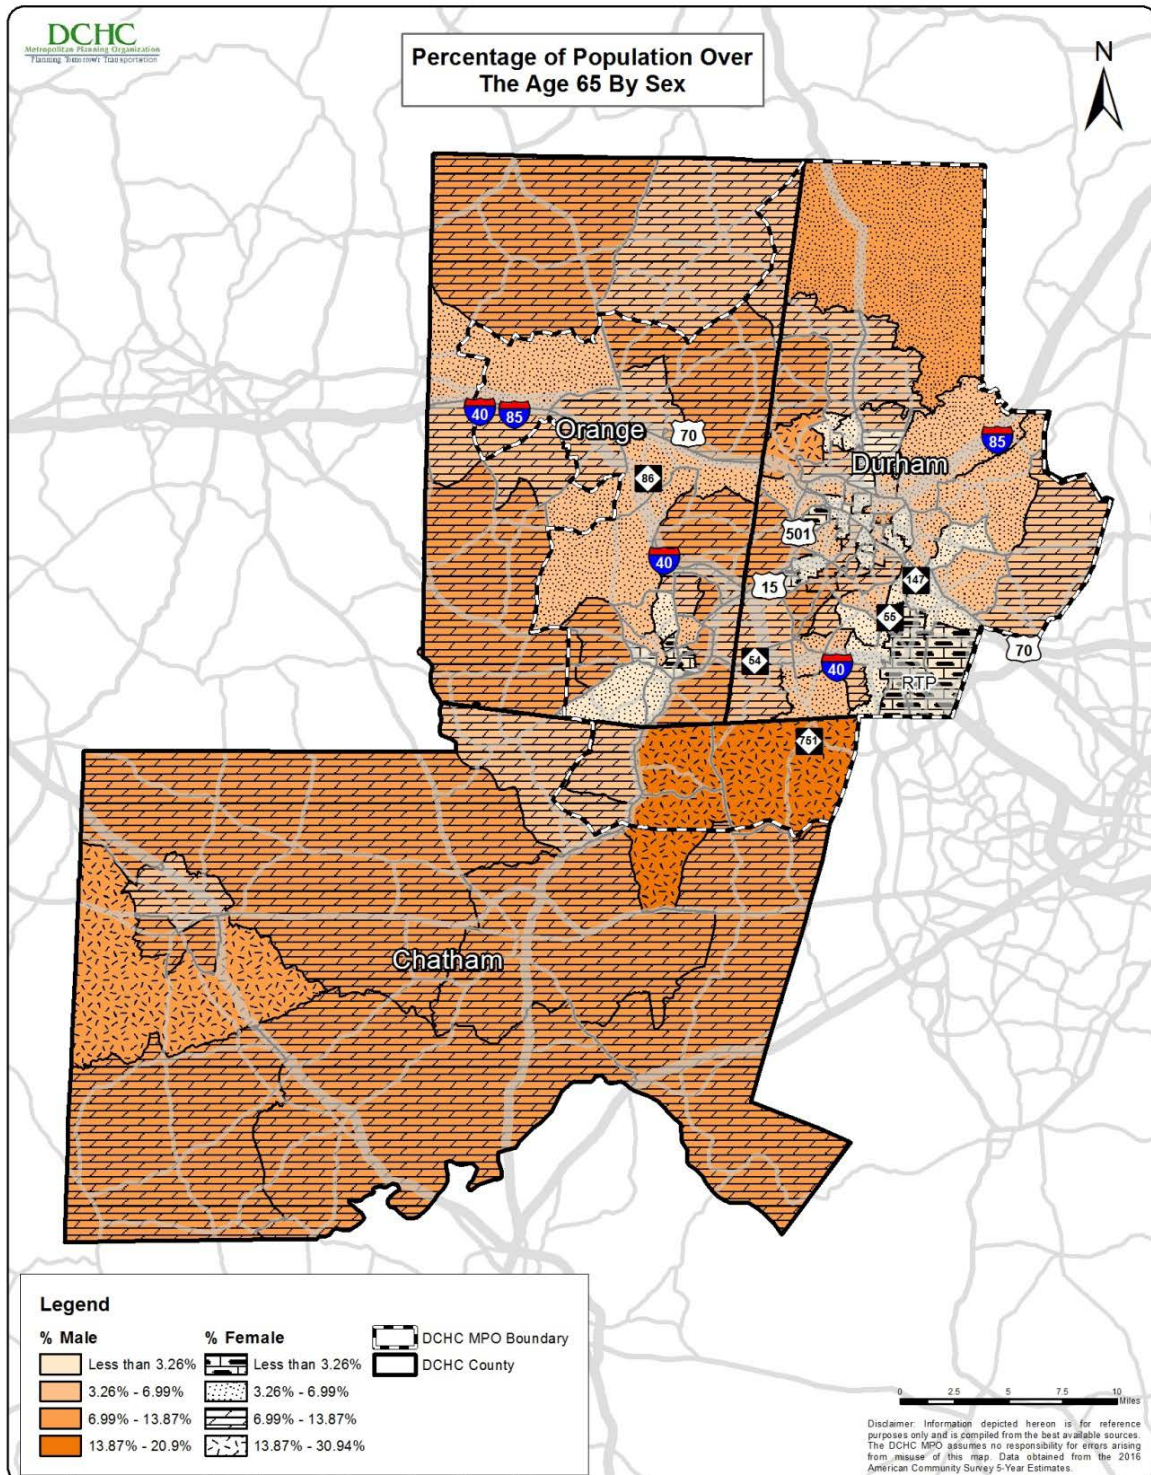 DCHC
Metropolitan Planning Organization
Planning Tomorrow's Transportation
Percentage of Population Over
The Age 65 By Sex
N
40
85
Orange
70
86
85
Durham
501
40
15
147
55
54
40
RTP
70
751
Chatham
Legend
% Male
% Female
Less than 3.26%
Less than 3.26%
DCHC MPO Boundary
3.26% - 6.99%
3.26% - 6.99%
DCHC County
6.99% - 13.87%
6.99% - 13.87%
13.87% - 20.9%
13.87% - 30.94%
0 2.5 5 7.5 10
Miles
Disclaimer: Information depicted hereon is for reference
purposes only and is compiled from the best available sources.
The DCHC MPO assumes no responsibility for errors arising
from misuse of this map. Data obtained from the 2016
American Community Survey 5-Year Estimates.